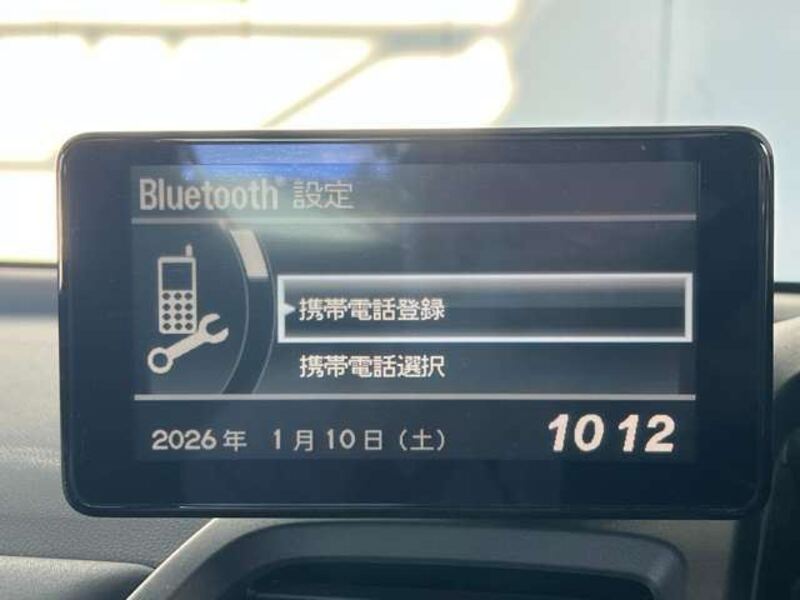 Bluetooth® 設定
携帯電話登録
携帯電話選択
2026年 1月10日(土) 10 12